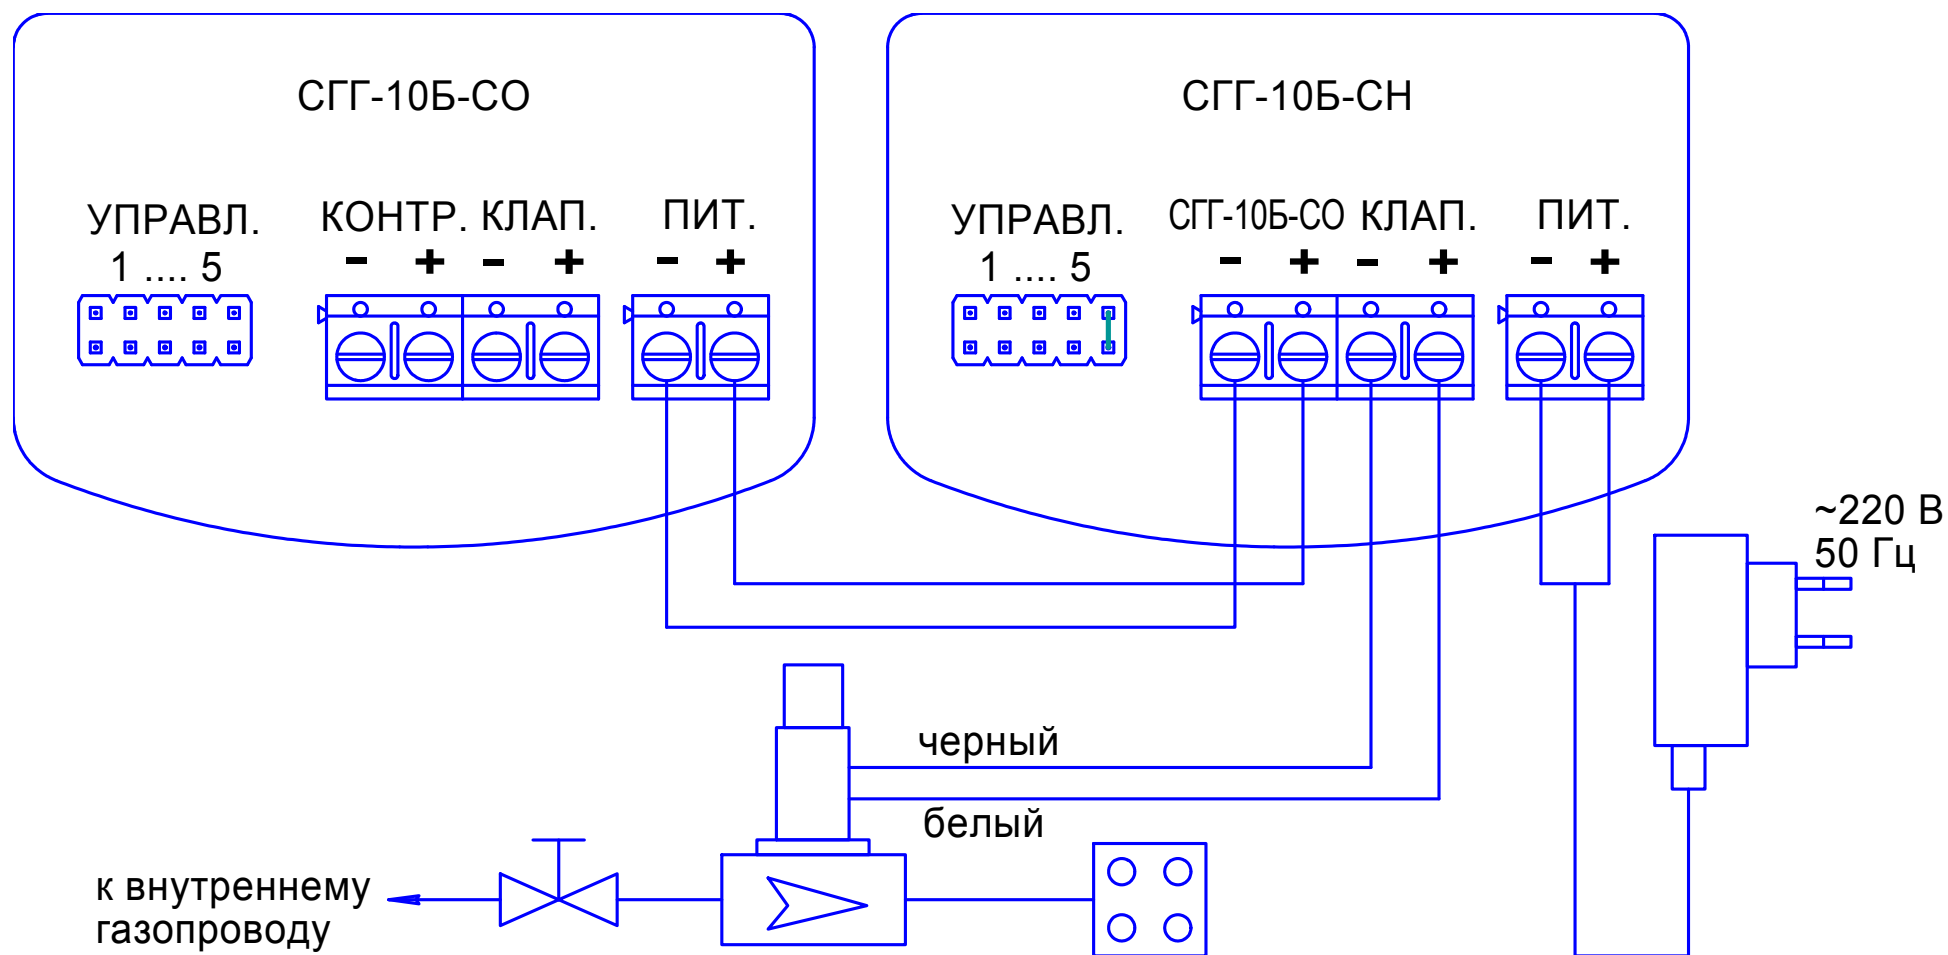 СГГ-10Б-СО
УПРАВЛ. КОНТР. КЛАП. ПИТ.
1 .... 5 - + - + - +
СГГ-10Б-СН
УПРАВЛ. СГГ-10Б-СО КЛАП. ПИТ.
1 .... 5 - + - + - +
~220 В
50 Гц
черный
белый
к внутреннему
газопроводу